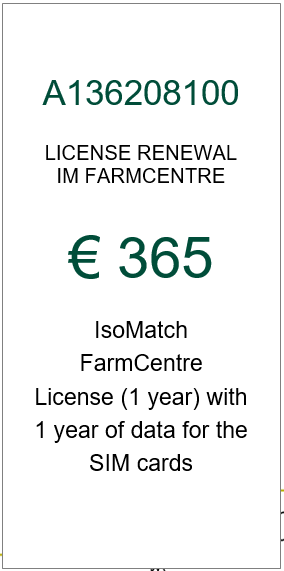 A136208100
LICENSE RENEWAL
IM FARMCENTRE
€ 365
IsoMatch
FarmCentre
License (1 year) with
1 year of data for the
SIM cards